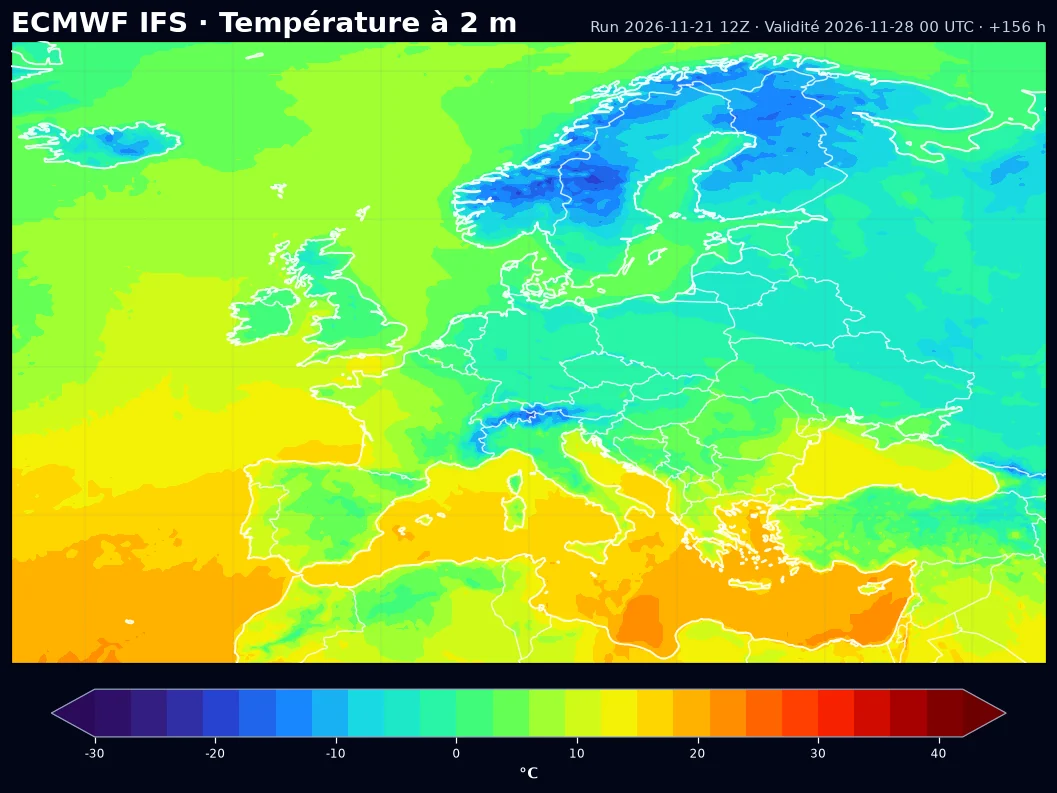 ECMWF IFS · Température à 2 m
Run 2026-11-21 12Z · Validité 2026-11-28 00 UTC · +156 h
-30 -20 -10 0 10 20 30 40
°C